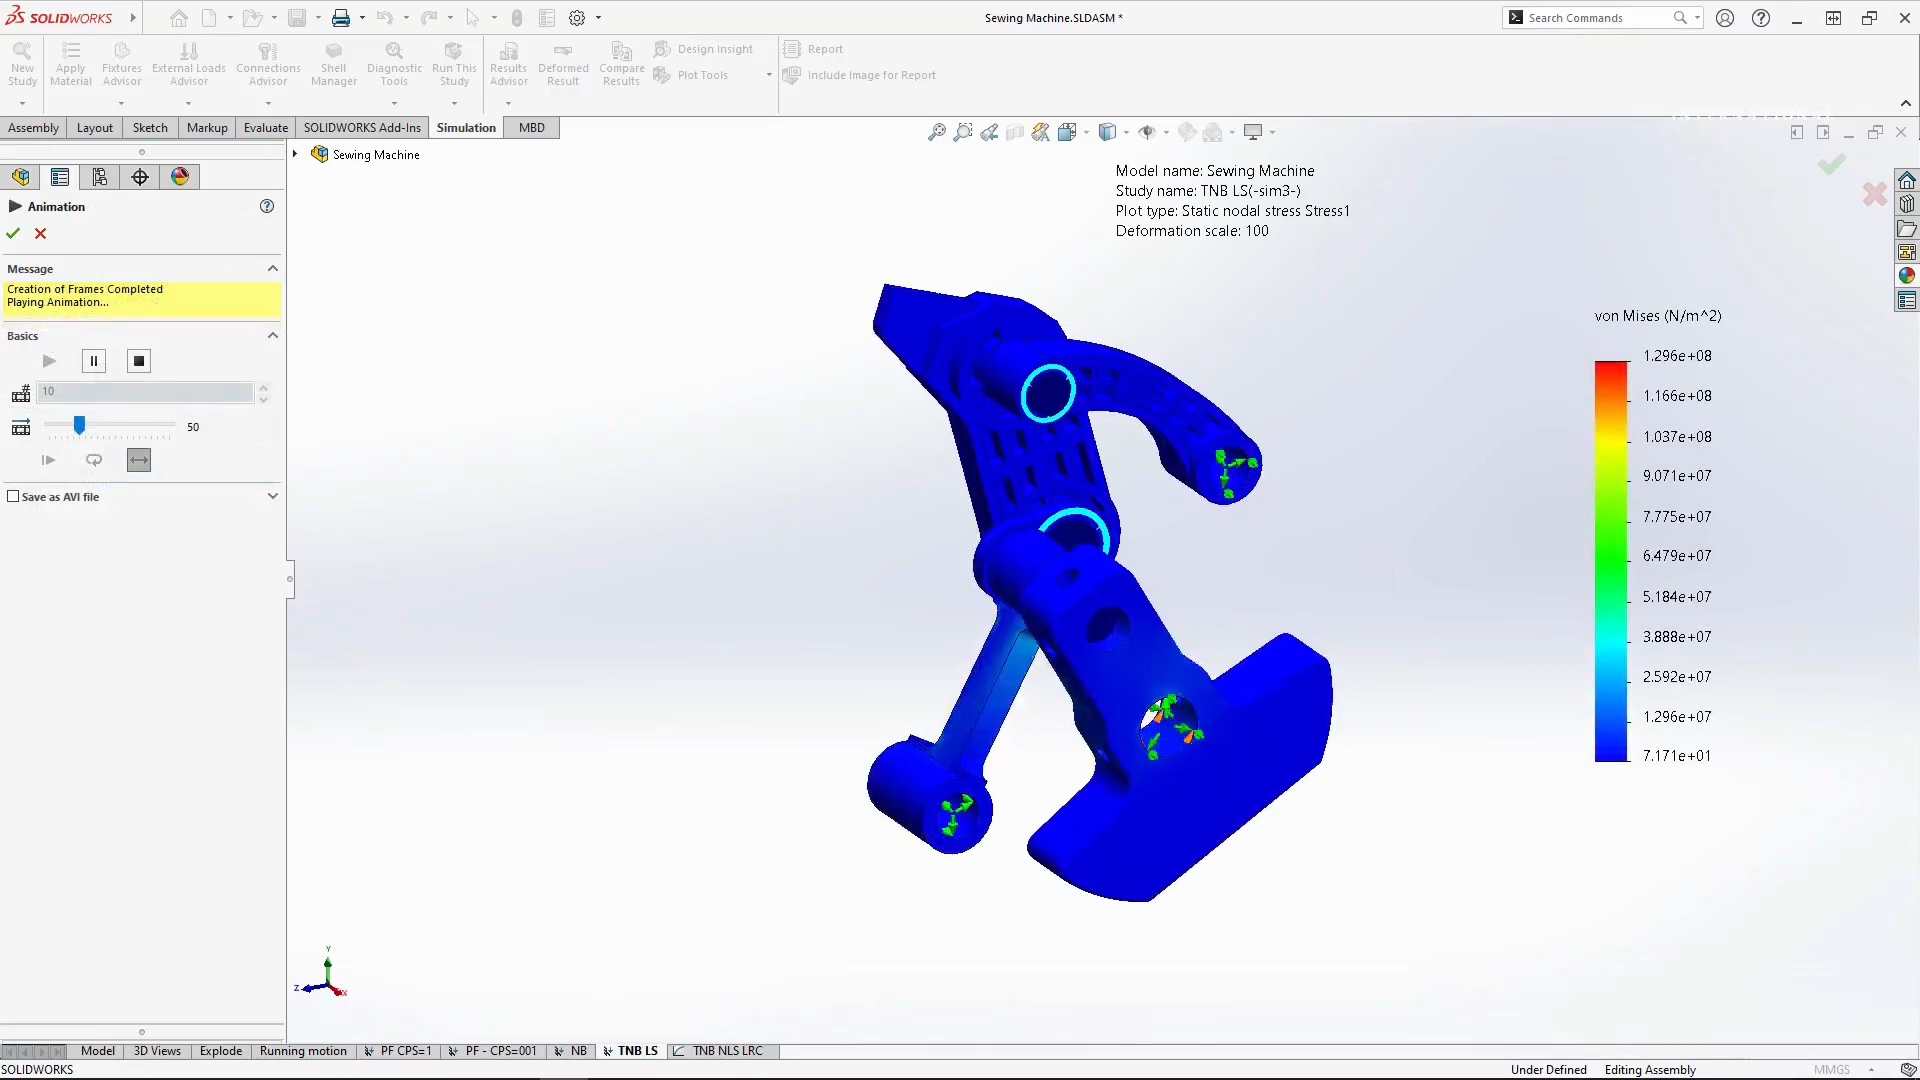 SOLIDWORKS
Sewing Machine.SLDASM *
Search Commands
New Study
Apply Material
Fixtures Advisor
External Loads Advisor
Connections Advisor
Shell Manager
Diagnostic Tools
Run This Study
Results Advisor
Deformed Result
Compare Results
Design Insight
Plot Tools
Report
Include Image for Report
Assembly
Layout
Sketch
Markup
Evaluate
SOLIDWORKS Add-Ins
Simulation
MBD
Sewing Machine
Animation
Message
Creation of Frames Completed
Playing Animation...
Basics
10
50
Save as AVI file
Model name: Sewing Machine
Study name: TNB LS(-sim3-)
Plot type: Static nodal stress Stress1
Deformation scale: 100
von Mises (N/m^2)
1.296e+08
1.166e+08
1.037e+08
9.071e+07
7.775e+07
6.479e+07
5.184e+07
3.888e+07
2.592e+07
1.296e+07
7.171e+01
Y
Z
X
Model
3D Views
Explode
Running motion
PF CPS=1
PF - CPS=001
NB
TNB LS
TNB NLS LRC
SOLIDWORKS
Under Defined
Editing Assembly
MMGS